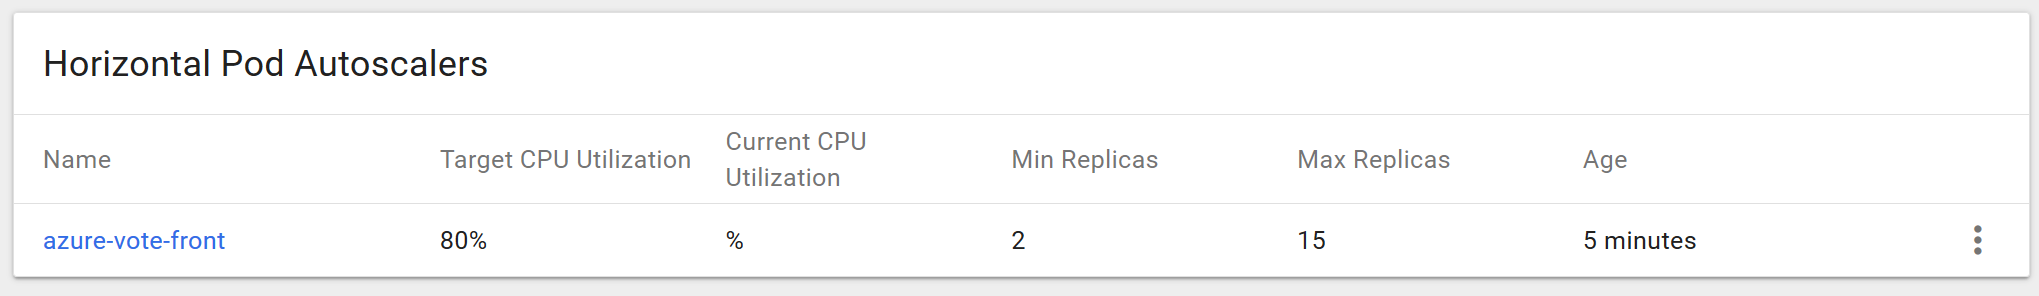 Horizontal Pod Autoscalers
Name Target CPU Utilization Current CPU Utilization Min Replicas Max Replicas Age
azure-vote-front 80% % 2 15 5 minutes